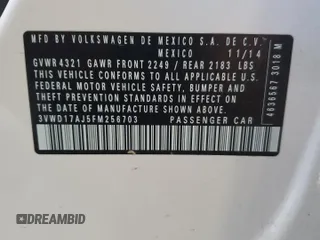 MFD BY VOLKSWAGEN DE MEXICO S.A. DE C.V.
MEXICO 11/14
GVWR 4321 GAWR FRONT 2249 / REAR 2183 LBS
THIS VEHICLE CONFORMS TO ALL APPLICABLE U.S.
FEDERAL MOTOR VEHICLE SAFETY, BUMPER, AND
THEFT PREVENTION STANDARDS IN EFFECT ON THE
DATE OF MANUFACTURE SHOWN ABOVE.
3VWD17AJ5FM256703 PASSENGER CAR
4636567 3018 M
DREAMBID